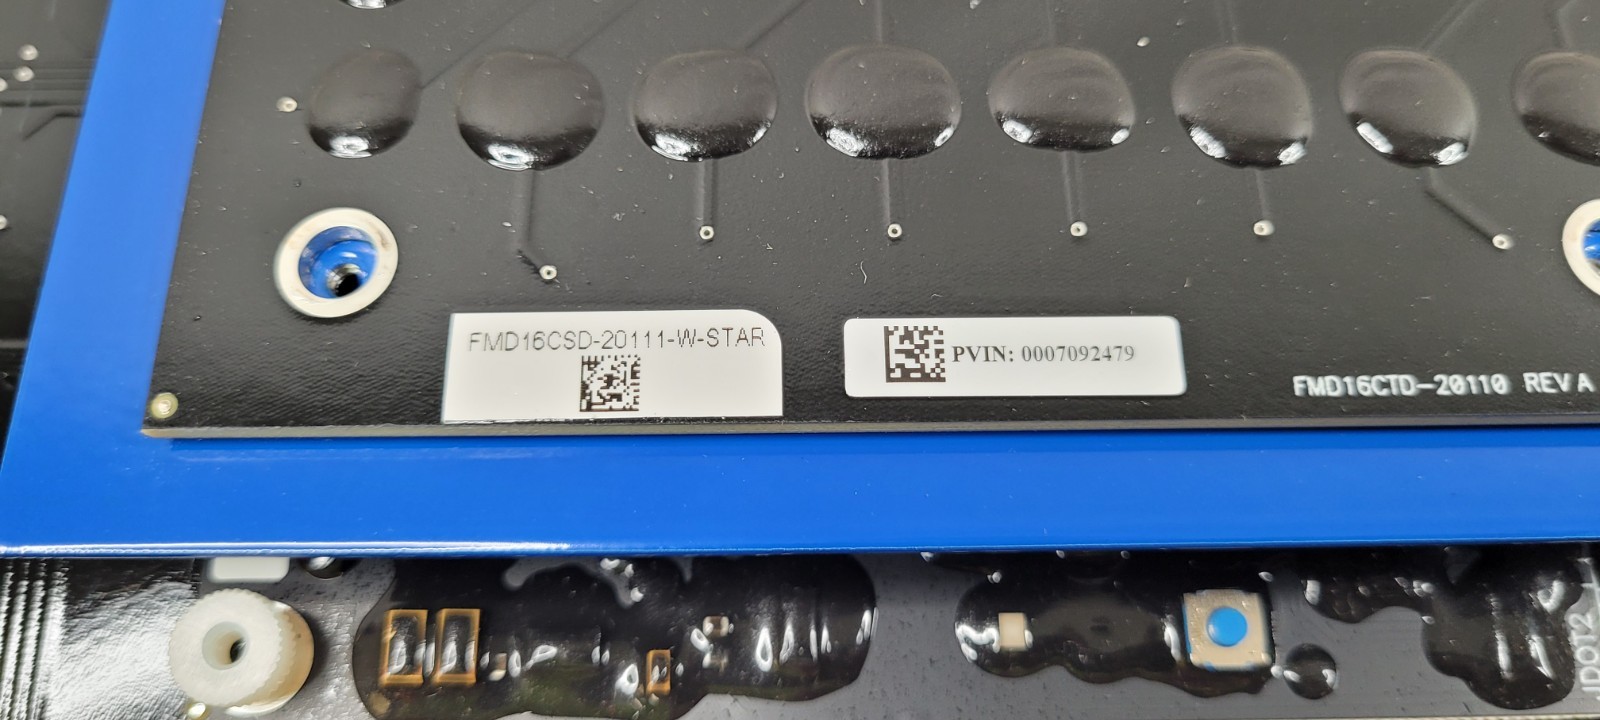 FMD16CSD-20111-W-STAR
PVIN: 0007092479
FMD16CTD-20110 REV A